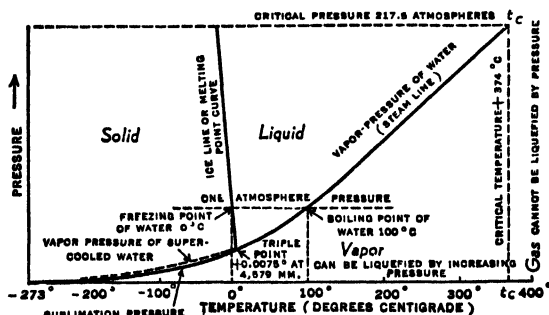 CRITICAL PRESSURE 217.5 ATMOSPHERES
tc
PRESSURE
Solid
ICE LINE OR MELTING
POINT CURVE
Liquid
VAPOR-PRESSURE OF WATER
(STEAM LINE)
CRITICAL TEMPERATURE + 374 °C
Gas CANNOT BE LIQUEFIED BY PRESSURE
ONE ATMOSPHERE PRESSURE
FREEZING POINT
OF WATER 0°C
BOILING POINT OF
WATER 100°C
VAPOR PRESSURE OF SUPER-
COOLED WATER
TRIPLE
POINT
+0.0075° AT
4,579 MM.
Vapor
CAN BE LIQUEFIED BY INCREASING
PRESSURE
-273° -100° 0° 100° 200° 300° tc 400°
TEMPERATURE (DEGREES CENTIGRADE)
SUBLIMATION PRESSURE